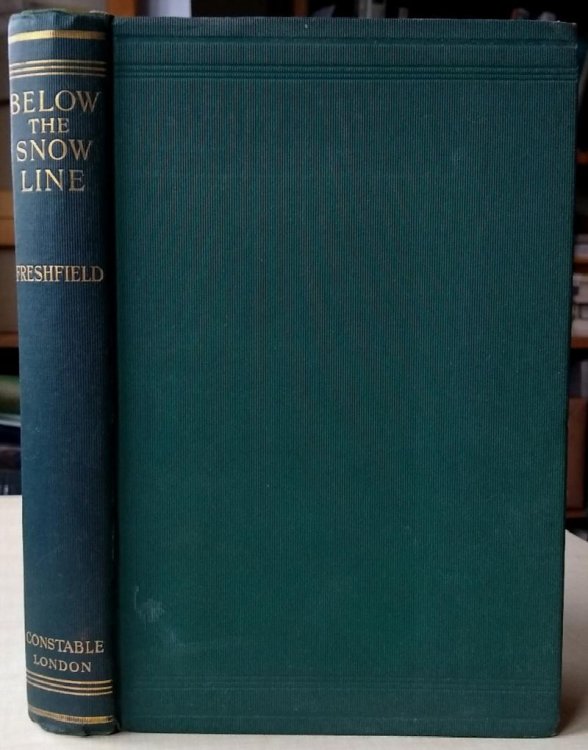 BELOW
THE
SNOW
LINE
FRESHFIELD
CONSTABLE
LONDON